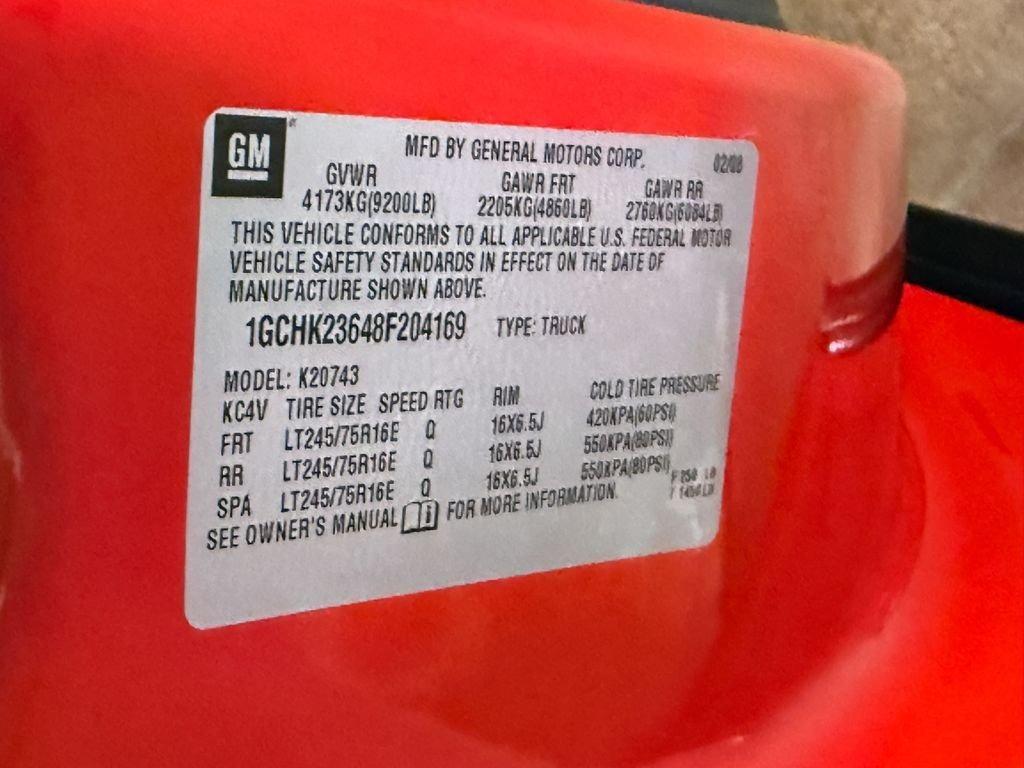 GM
MFD BY GENERAL MOTORS CORP. 02/08
GVWR GAWR FRT GAWR RR
4173KG(9200LB) 2205KG(4860LB) 2760KG(6084LB)
THIS VEHICLE CONFORMS TO ALL APPLICABLE U.S. FEDERAL MOTOR
VEHICLE SAFETY STANDARDS IN EFFECT ON THE DATE OF
MANUFACTURE SHOWN ABOVE.
1GCHK23648F204169 TYPE: TRUCK
MODEL: K20743
KC4V TIRE SIZE SPEED RTG RIM COLD TIRE PRESSURE
FRT LT245/75R16E Q 16X6.5J 420KPA(60PSI)
RR LT245/75R16E Q 16X6.5J 550KPA(80PSI)
SPA LT245/75R16E Q 16X6.5J 550KPA(80PSI)
SEE OWNER'S MANUAL FOR MORE INFORMATION.